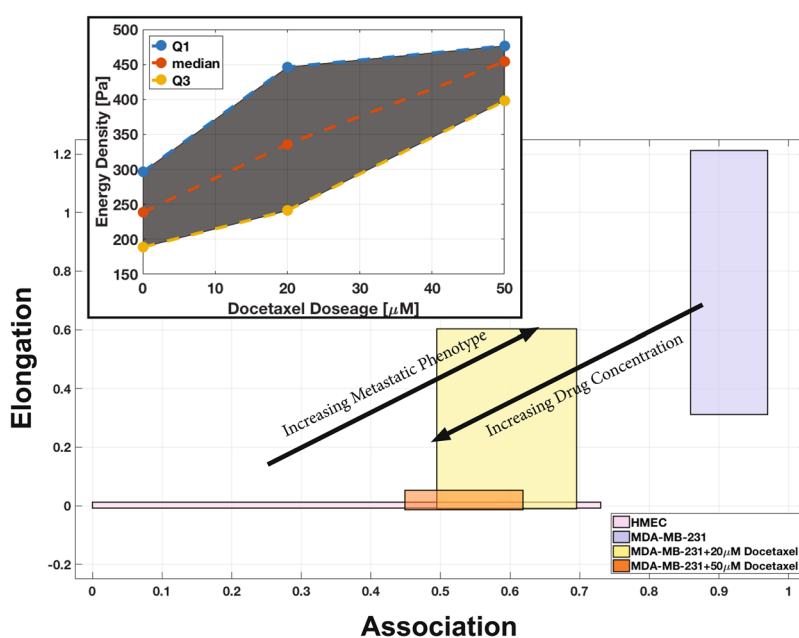 500
450
400
350
300
250
200
150
Energy Density [Pa]
Q1
median
Q3
0
10
20
30
40
50
Docetaxel Doseage [μM]
1.2
1
0.8
0.6
0.4
0.2
0
-0.2
Elongation
Increasing Metastatic Phenotype
Increasing Drug Concentration
HMEC
MDA-MB-231
MDA-MB-231+20μM Docetaxel
MDA-MB-231+50μM Docetaxel
0
0.1
0.2
0.3
0.4
0.5
0.6
0.7
0.8
0.9
1
Association